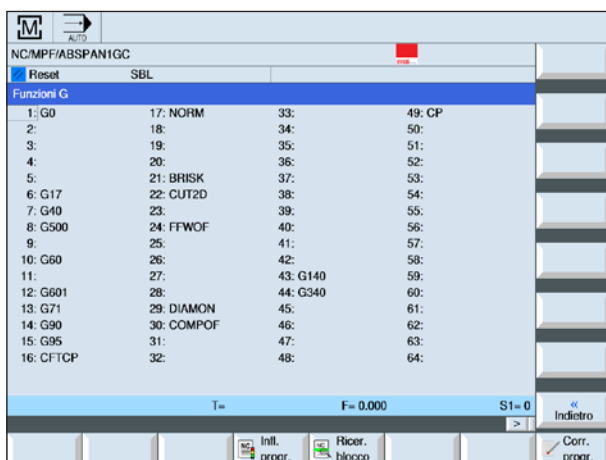 M AUTO
NC/MPF/ABSPAN1GC
Reset SBL
Funzioni G
1: G0 17: NORM 33: 49: CP
2: 18: 34: 50:
3: 19: 35: 51:
4: 20: 36: 52:
5: 21: BRISK 37: 53:
6: G17 22: CUT2D 38: 54:
7: G40 23: 39: 55:
8: G500 24: FFWOF 40: 56:
9: 25: 41: 57:
10: G60 26: 42: 58:
11: 27: 43: G140 59:
12: G601 28: 44: G340 60:
13: G71 29: DIAMON 45: 61:
14: G90 30: COMPOF 46: 62:
15: G95 31: 47: 63:
16: CFTCP 32: 48: 64:
T= F= 0.000 S1= 0
« Indietro
>
NC Infl. progr.
NC Ricer. blocco
Corr. progr.